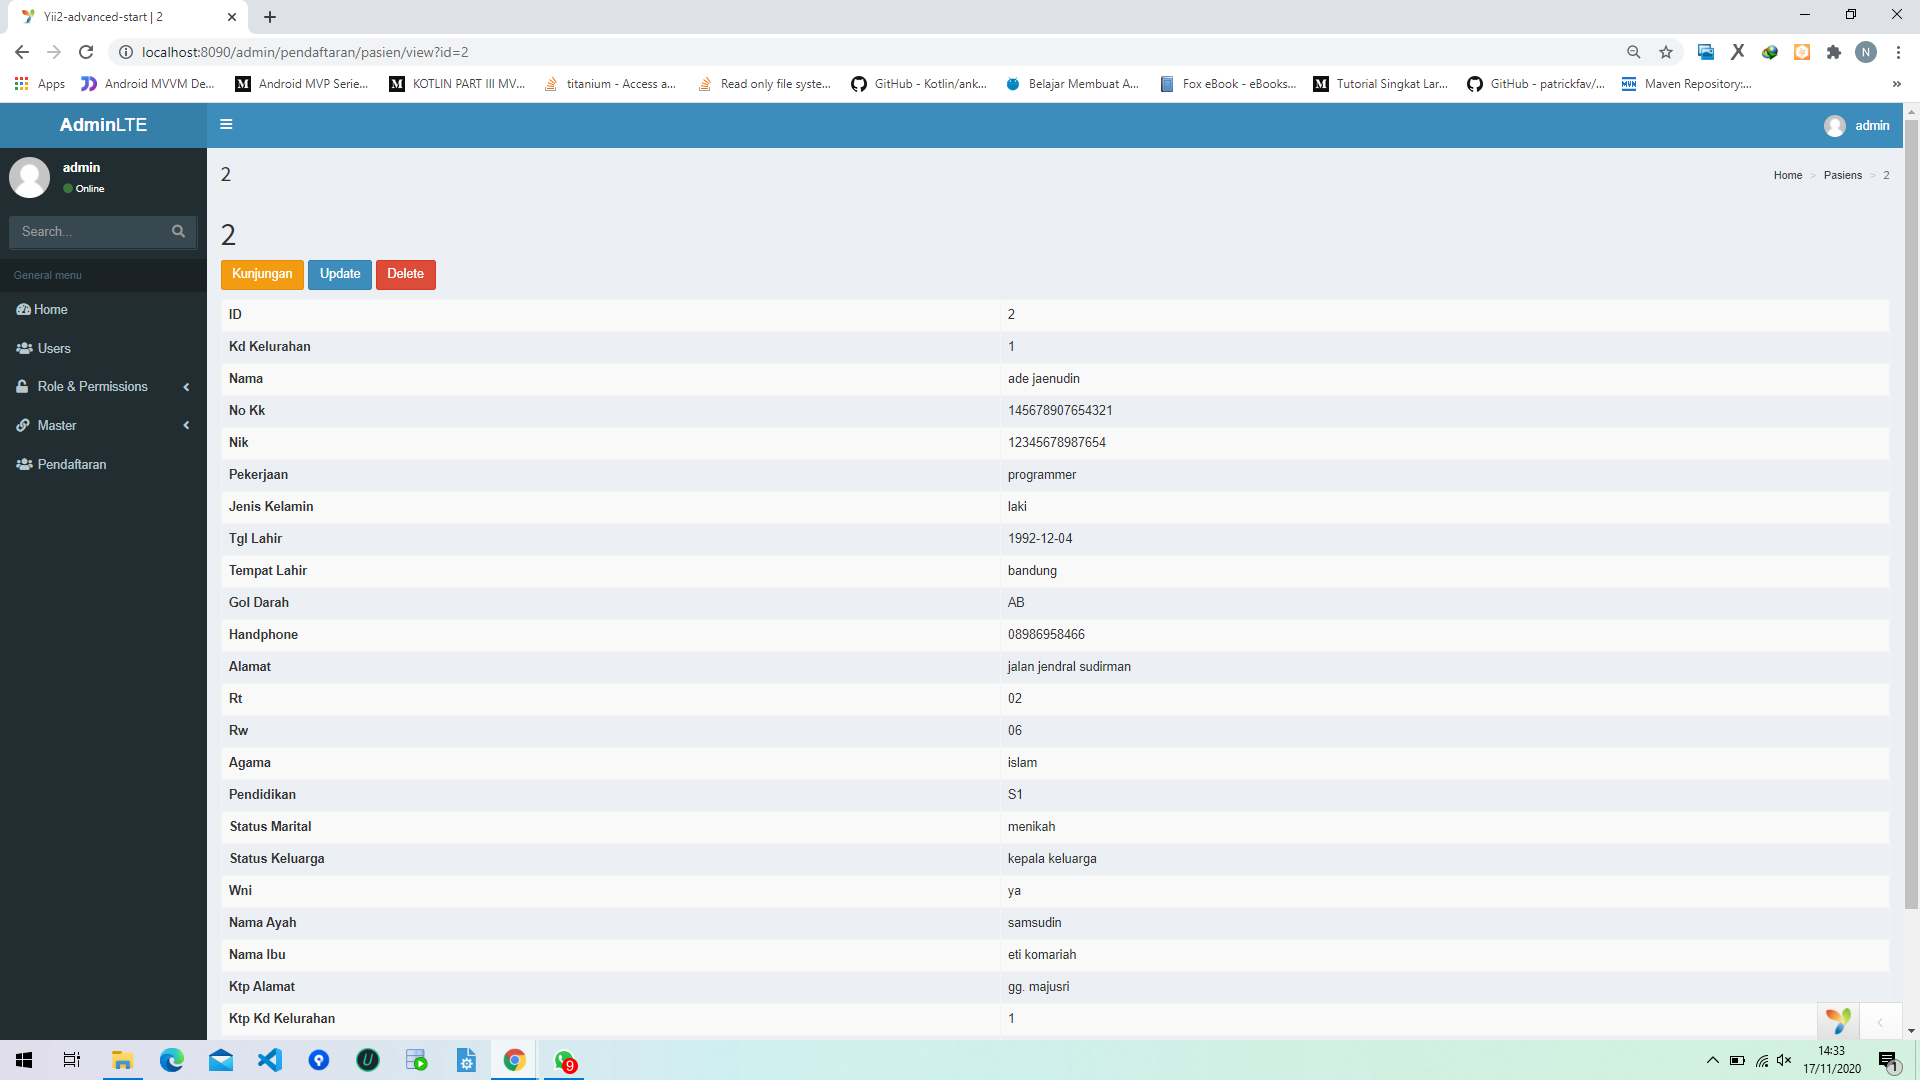 Yii2-advanced-start | 2
localhost:8090/admin/pendaftaran/pasien/view?id=2
N
Apps
Android MVVM De...
Android MVP Serie...
KOTLIN PART III MV...
titanium - Access a...
Read only file syste...
GitHub - Kotlin/ank...
Belajar Membuat A...
Fox eBook - eBooks...
Tutorial Singkat Lar...
GitHub - patrickfav/...
Maven Repository:...
AdminLTE
admin
admin
Online
2
Home > Pasiens > 2
Search...
2
Kunjungan Update Delete
General menu
Home
Users
Role & Permissions
Master
Pendaftaran
ID 2
Kd Kelurahan 1
Nama ade jaenudin
No Kk 145678907654321
Nik 12345678987654
Pekerjaan programmer
Jenis Kelamin laki
Tgl Lahir 1992-12-04
Tempat Lahir bandung
Gol Darah AB
Handphone 08986958466
Alamat jalan jendral sudirman
Rt 02
Rw 06
Agama islam
Pendidikan S1
Status Marital menikah
Status Keluarga kepala keluarga
Wni ya
Nama Ayah samsudin
Nama Ibu eti komariah
Ktp Alamat gg. majusri
Ktp Kd Kelurahan 1
9
14:33
17/11/2020
1